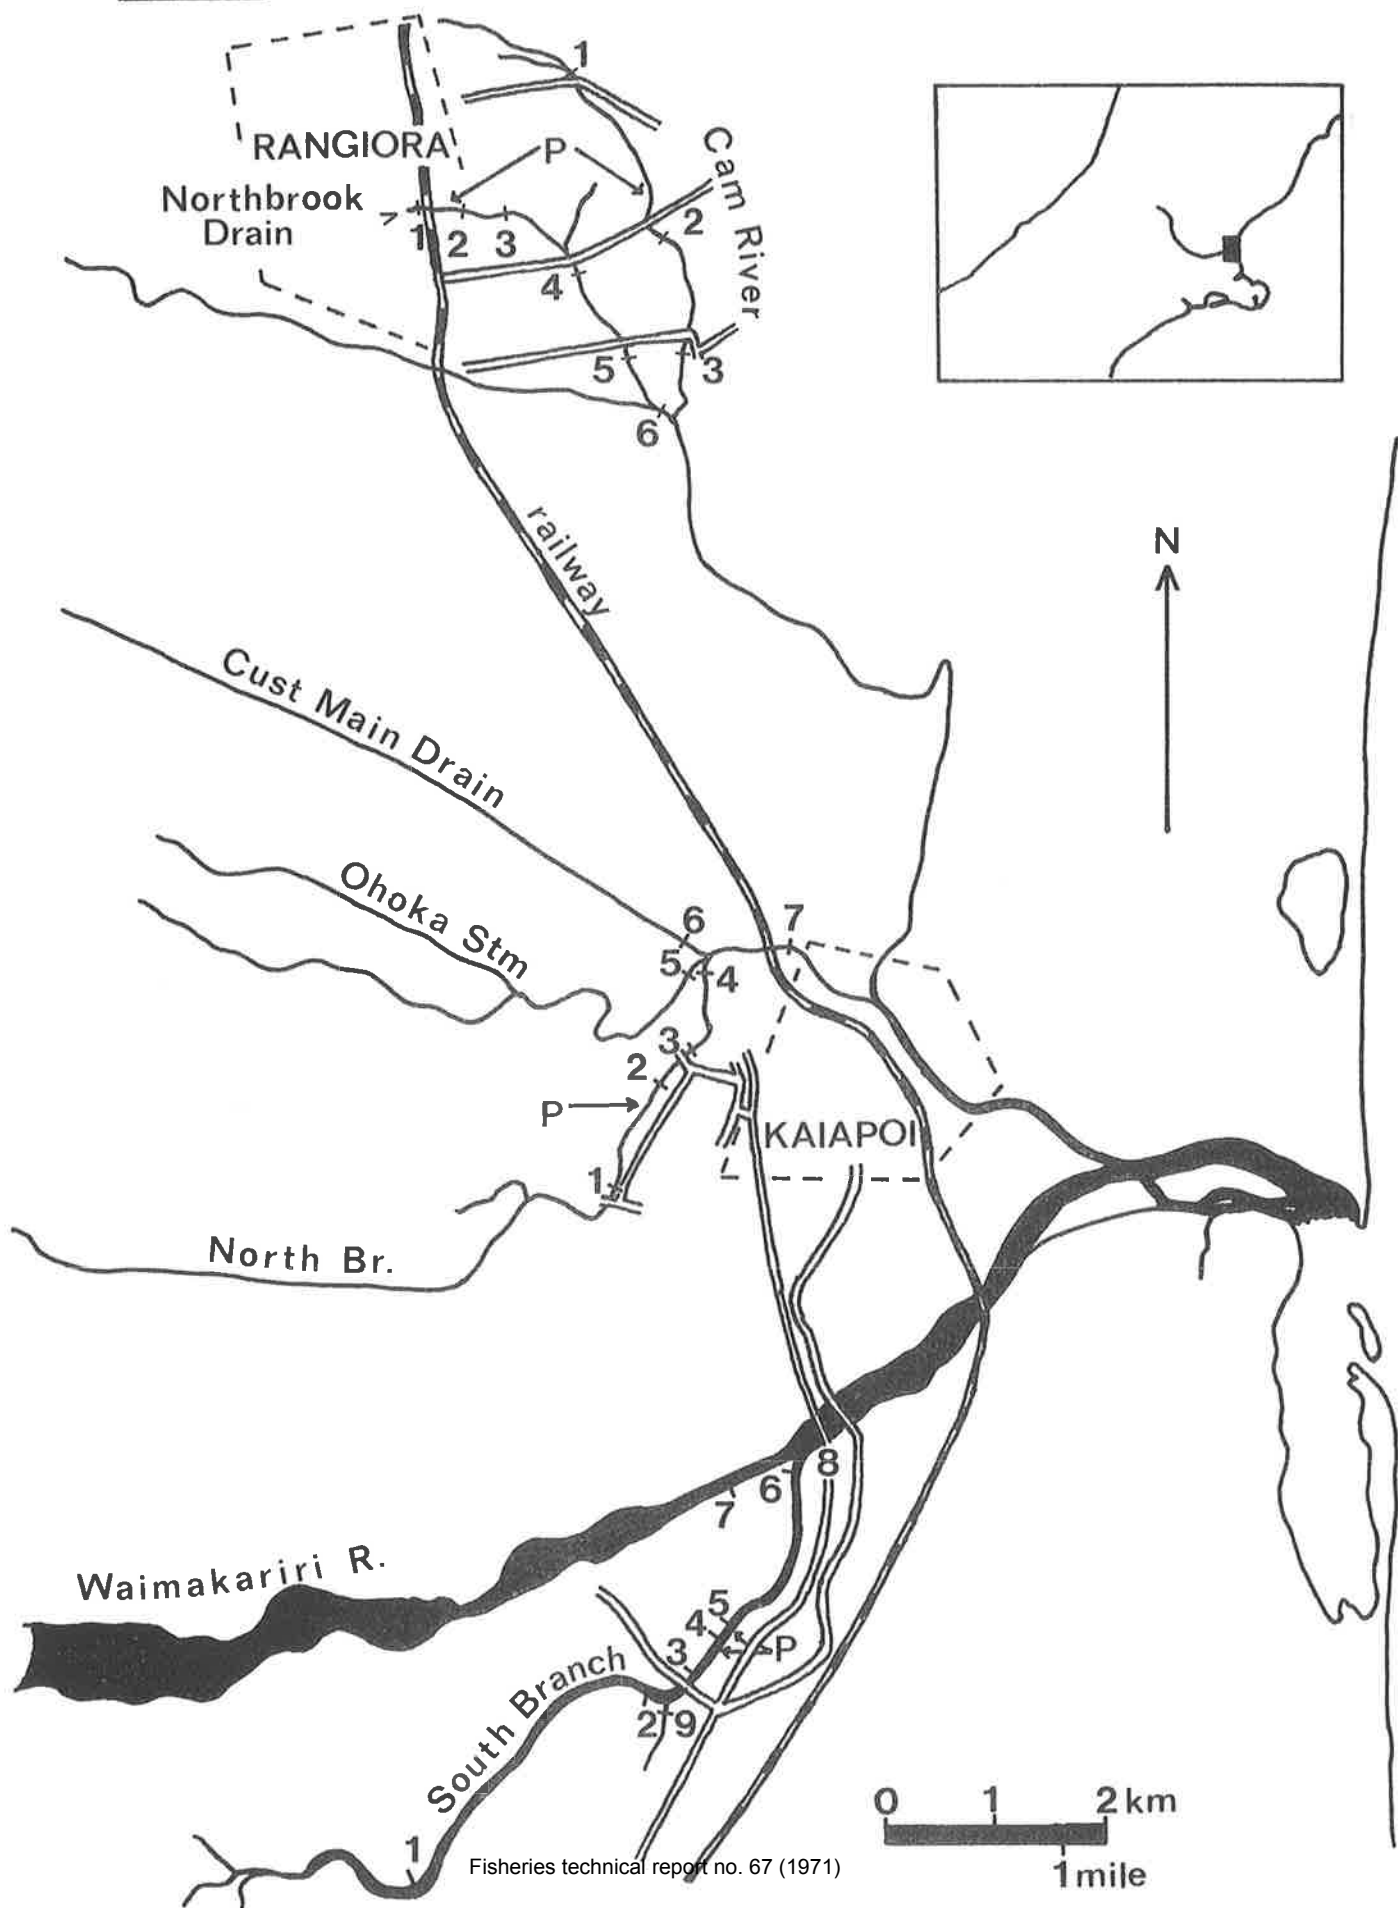 1
RANGIORA
P
Cam River
Northbrook
Drain
1
2
3
2
4
5
3
6
N
railway
Cust Main Drain
Ohoka Stm
6
7
5
4
3
2
P
KAIAPOI
1
North Br.
8
6
7
Waimakariri R.
5
4
P
3
South Branch
2
9
0 1 2 km
1
Fisheries technical report no. 67 (1971)
1 mile